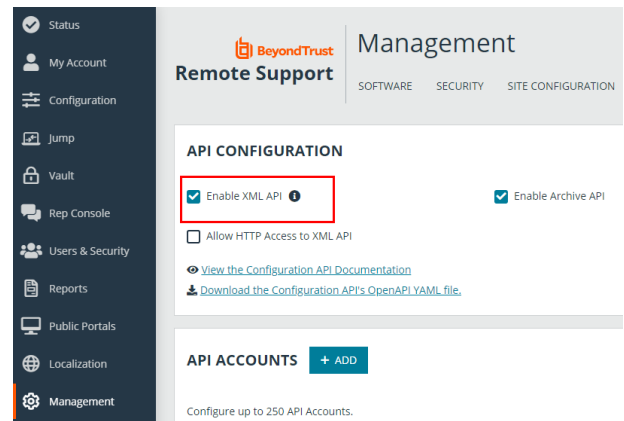 Status
My Account
Configuration
Jump
Vault
Rep Console
Users & Security
Reports
Public Portals
Localization
Management
BeyondTrust
Remote Support
Management
SOFTWARE SECURITY SITE CONFIGURATION
API CONFIGURATION
Enable XML API Enable Archive API
Allow HTTP Access to XML API
View the Configuration API Documentation
Download the Configuration API's OpenAPI YAML file.
API ACCOUNTS + ADD
Configure up to 250 API Accounts.